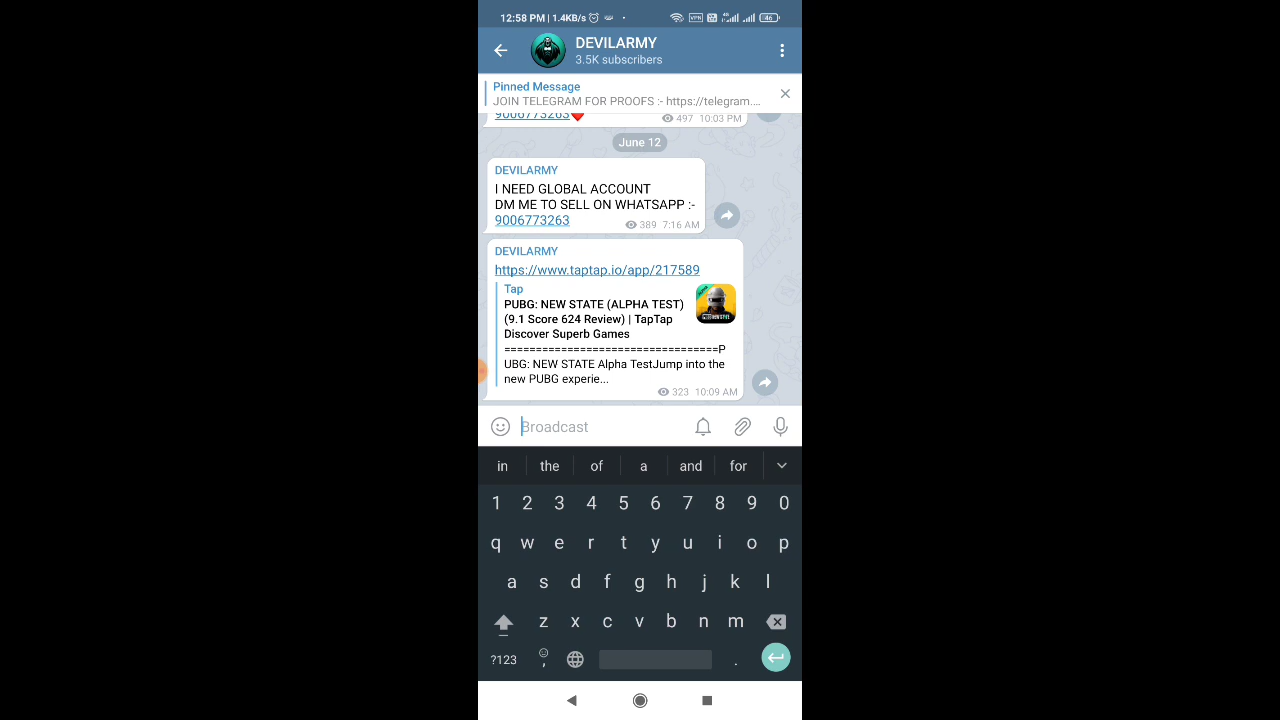 12:58 PM | 1.4KB/s
VPN
4G
46
DEVILARMY
3.5K subscribers
Pinned Message
JOIN TELEGRAM FOR PROOFS :- https://telegram....
9006773263❤
497 10:03 PM
June 12
DEVILARMY
I NEED GLOBAL ACCOUNT
DM ME TO SELL ON WHATSAPP :-
9006773263
389 7:16 AM
DEVILARMY
https://www.taptap.io/app/217589
Tap
PUBG: NEW STATE (ALPHA TEST)
(9.1 Score 624 Review) | TapTap
Discover Superb Games
==================================P
UBG: NEW STATE Alpha TestJump into the
new PUBG experie...
323 10:09 AM
Broadcast
in the of a and for
1 2 3 4 5 6 7 8 9 0
q w e r t y u i o p
a s d f g h j k l
z x c v b n m
?123 , .